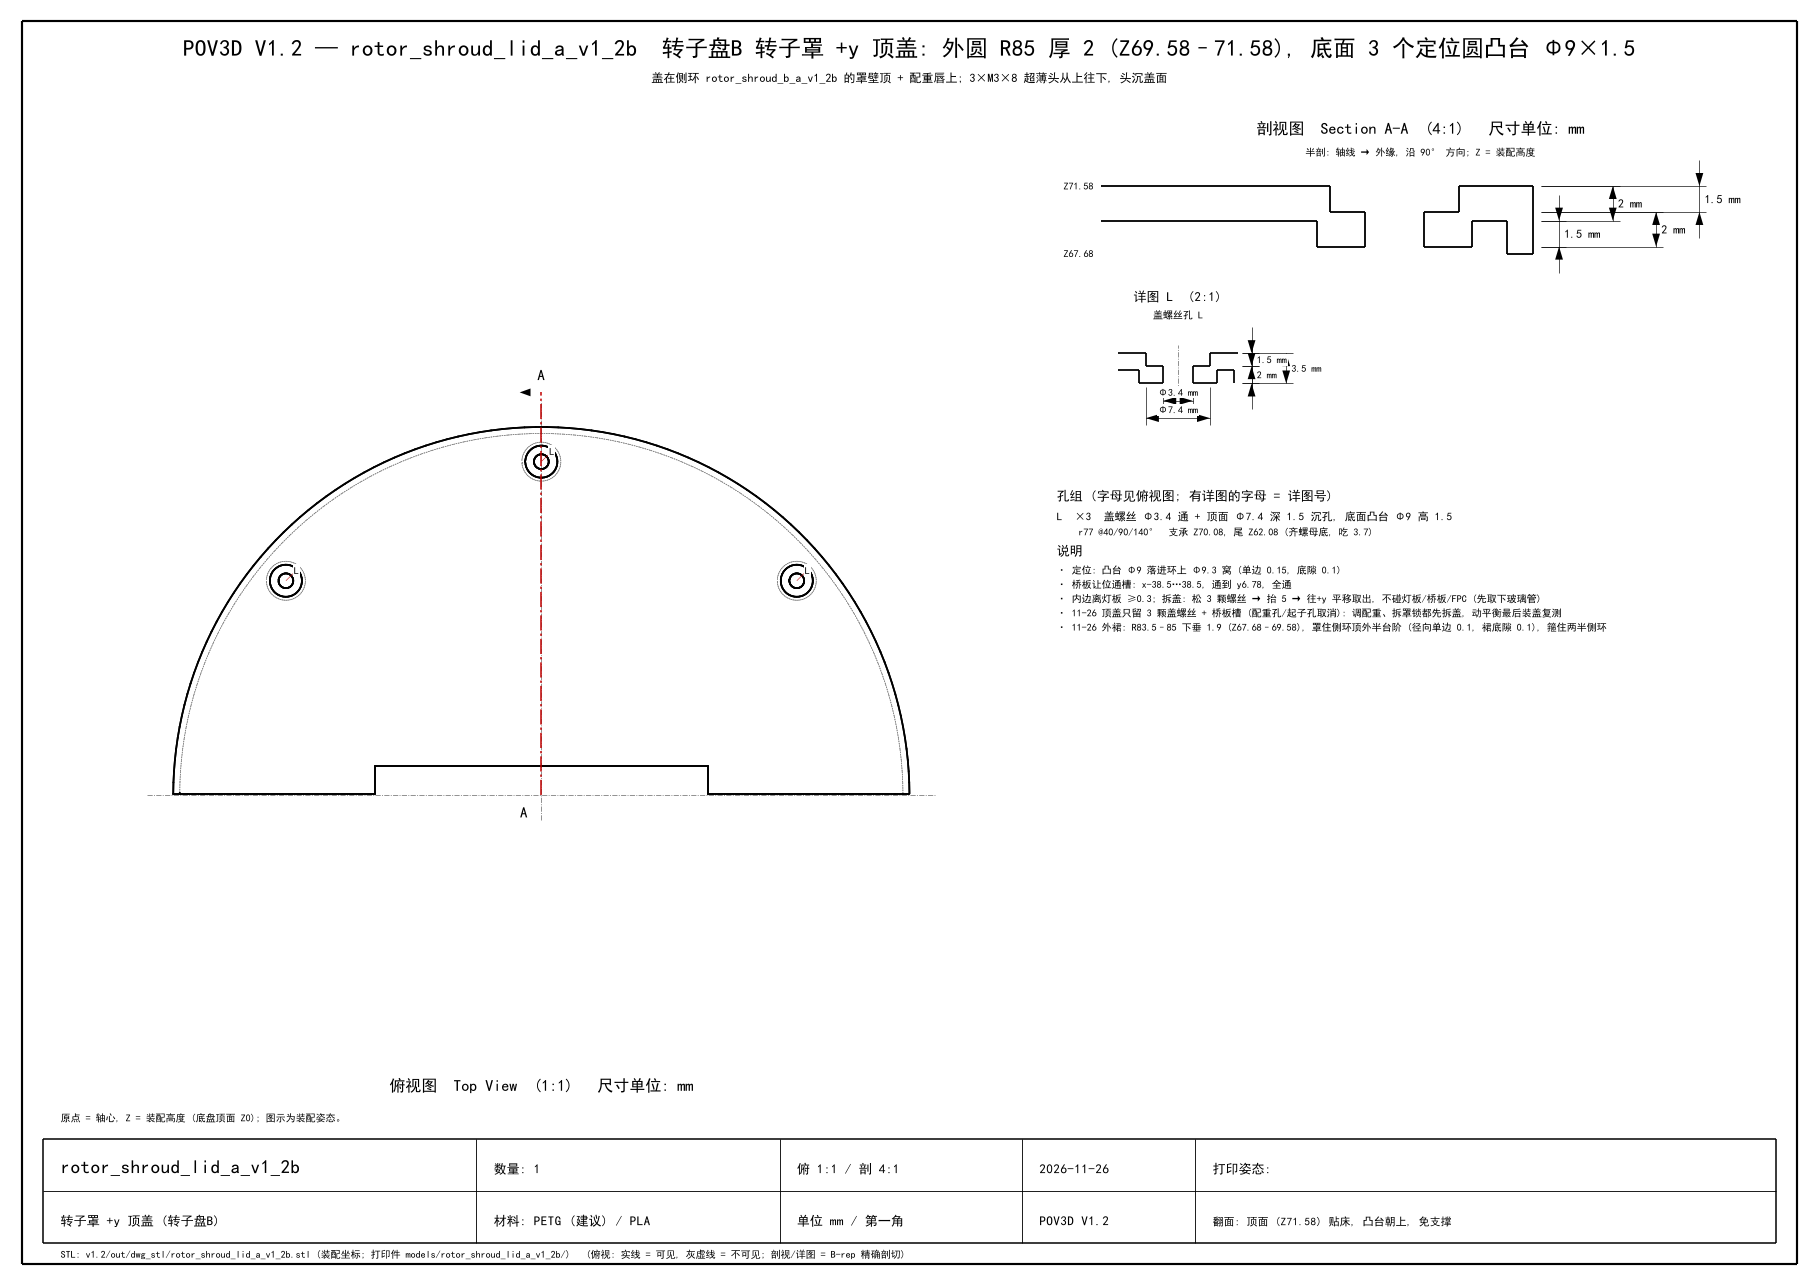 POV3D V1.2 — rotor_shroud_lid_a_v1_2b  转子盘B 转子罩 +y 顶盖: 外圆 R85 厚 2 (Z69.58–71.58), 底面 3 个定位圆凸台 Φ9×1.5
盖在侧环 rotor_shroud_b_a_v1_2b 的罩壁顶 + 配重唇上; 3×M3×8 超薄头从上往下, 头沉盖面
剖视图  Section A-A  (4:1)   尺寸单位: mm
半剖: 轴线 → 外缘, 沿 90° 方向; Z = 装配高度
Z71.58
2 mm
1.5 mm
1.5 mm
2 mm
Z67.68
详图 L  (2:1)
盖螺丝孔 L
1.5 mm
3.5 mm
2 mm
Φ3.4 mm
Φ7.4 mm
A
L
L
L
A
孔组 (字母见俯视图; 有详图的字母 = 详图号)
L  ×3  盖螺丝 Φ3.4 通 + 顶面 Φ7.4 深 1.5 沉孔, 底面凸台 Φ9 高 1.5
r77 @40/90/140°  支承 Z70.08, 尾 Z62.08 (齐螺母底, 吃 3.7)
说明
· 定位: 凸台 Φ9 落进环上 Φ9.3 窝 (单边 0.15, 底隙 0.1)
· 桥板让位通槽: x-38.5…38.5, 通到 y6.78, 全通
· 内边离灯板 ≥0.3; 拆盖: 松 3 颗螺丝 → 抬 5 → 往+y 平移取出, 不碰灯板/桥板/FPC (先取下玻璃管)
· 11-26 顶盖只留 3 颗盖螺丝 + 桥板槽 (配重孔/起子孔取消): 调配重、拆罩锁都先拆盖, 动平衡最后装盖复测
· 11-26 外裙: R83.5–85 下垂 1.9 (Z67.68–69.58), 罩住侧环顶外半台阶 (径向单边 0.1, 裙底隙 0.1), 箍住两半侧环
俯视图  Top View  (1:1)   尺寸单位: mm
原点 = 轴心, Z = 装配高度 (底盘顶面 Z0); 图示为装配姿态。
rotor_shroud_lid_a_v1_2b
数量: 1
俯 1:1 / 剖 4:1
2026-11-26
打印姿态:
转子罩 +y 顶盖 (转子盘B)
材料: PETG (建议) / PLA
单位 mm / 第一角
POV3D V1.2
翻面: 顶面 (Z71.58) 贴床, 凸台朝上, 免支撑
STL: v1.2/out/dwg_stl/rotor_shroud_lid_a_v1_2b.stl (装配坐标; 打印件 models/rotor_shroud_lid_a_v1_2b/)   (俯视: 实线 = 可见, 灰虚线 = 不可见; 剖视/详图 = B-rep 精确剖切)